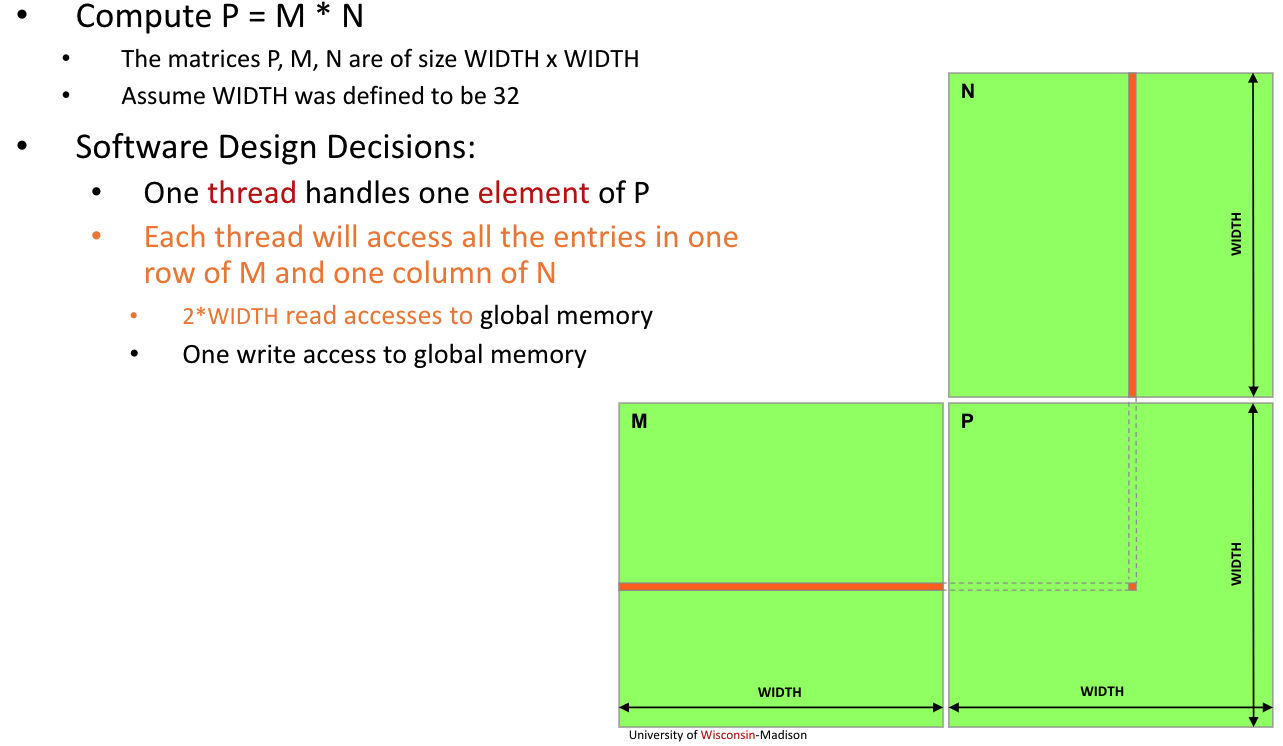 • Compute P = M * N
• The matrices P, M, N are of size WIDTH x WIDTH
• Assume WIDTH was defined to be 32
• Software Design Decisions:
• One thread handles one element of P
• Each thread will access all the entries in one
row of M and one column of N
• 2*WIDTH read accesses to global memory
• One write access to global memory
N
WIDTH
M
P
WIDTH
WIDTH
WIDTH
University of Wisconsin-Madison